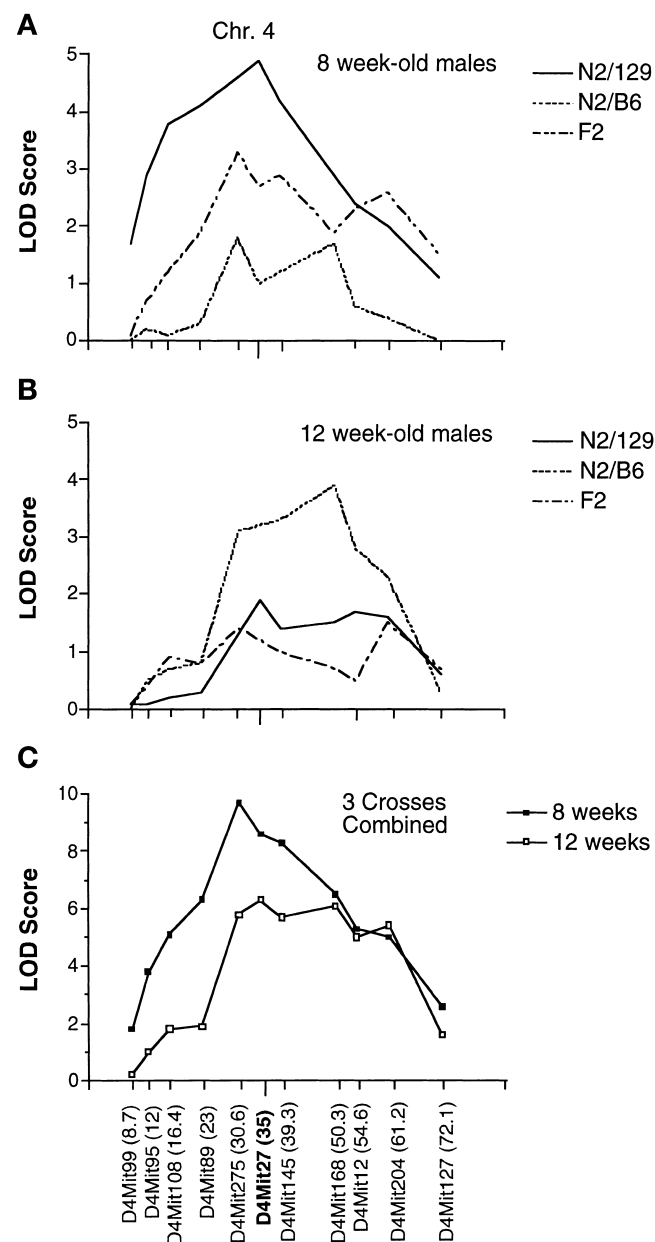 A
Chr. 4
8 week-old males
N2/129
N2/B6
F2
LOD Score
5
4
3
2
1
0
B
12 week-old males
N2/129
N2/B6
F2
LOD Score
5
4
3
2
1
0
C
3 Crosses
Combined
8 weeks
12 weeks
LOD Score
10
8
6
4
2
0
D4Mit99 (8.7)
D4Mit95 (12)
D4Mit108 (16.4)
D4Mit89 (23)
D4Mit275 (30.6)
D4Mit27 (35)
D4Mit145 (39.3)
D4Mit168 (50.3)
D4Mit12 (54.6)
D4Mit204 (61.2)
D4Mit127 (72.1)